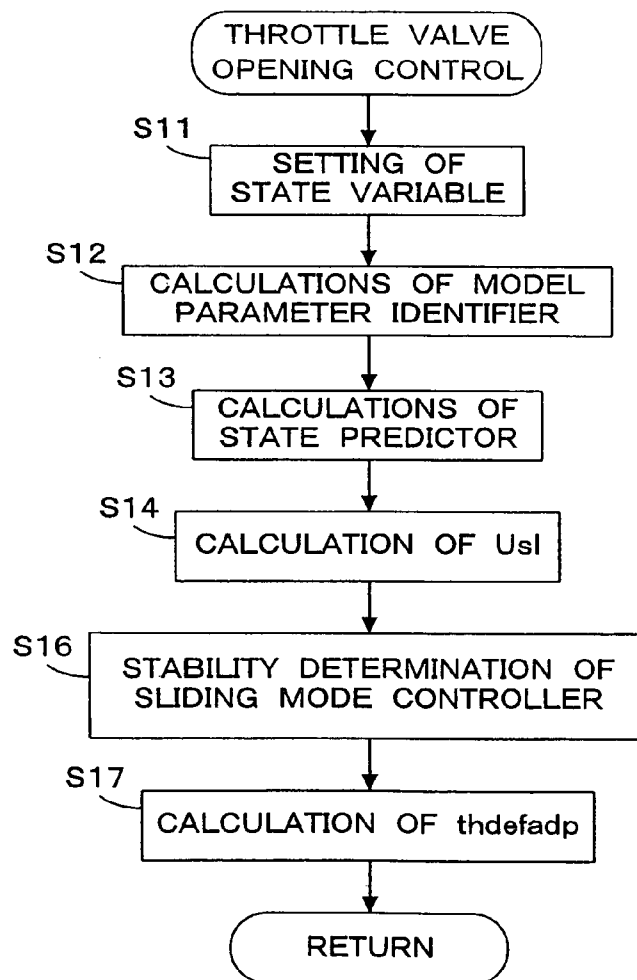 THROTTLE VALVE
OPENING CONTROL
S11
SETTING OF
STATE VARIABLE
S12
CALCULATIONS OF MODEL
PARAMETER IDENTIFIER
S13
CALCULATIONS OF
STATE PREDICTOR
S14
CALCULATION OF Usl
S16
STABILITY DETERMINATION OF
SLIDING MODE CONTROLLER
S17
CALCULATION OF thdefadp
RETURN